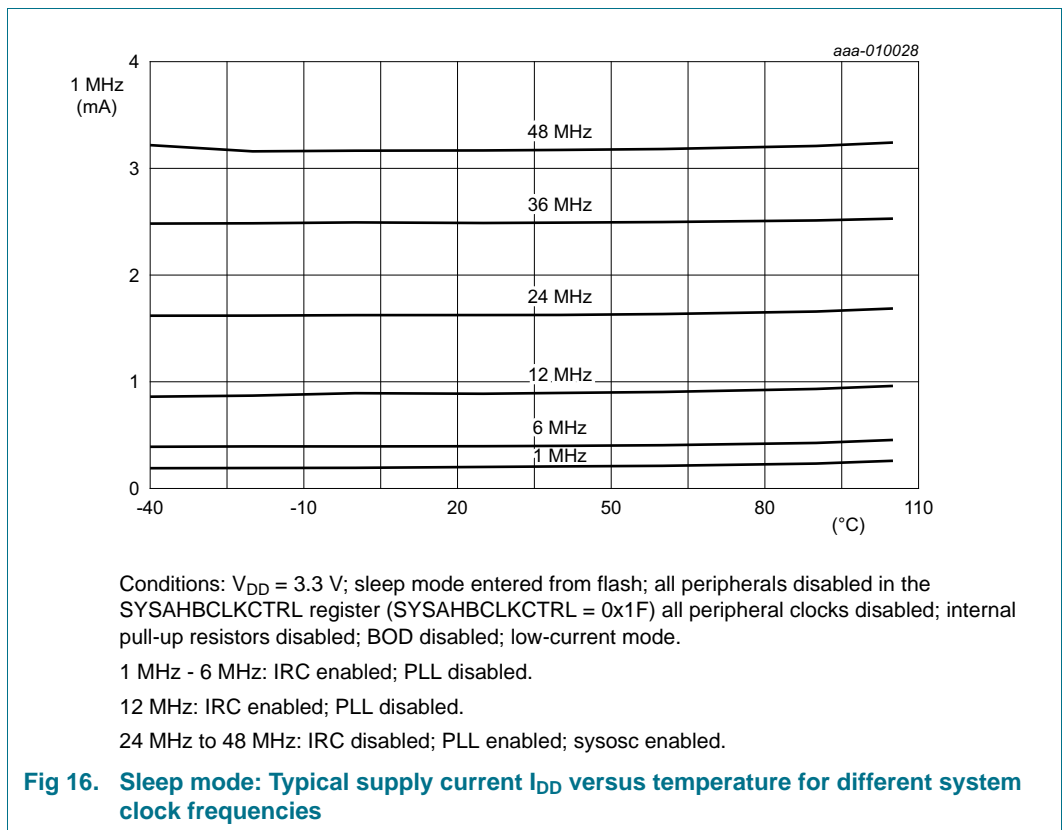 aaa-010028
4
1 MHz
(mA)
48 MHz
3
36 MHz
2
24 MHz
1
12 MHz
6 MHz
1 MHz
0
-40
-10
20
50
80
110
(°C)
Conditions: VDD = 3.3 V; sleep mode entered from flash; all peripherals disabled in the
SYSAHBCLKCTRL register (SYSAHBCLKCTRL = 0x1F) all peripheral clocks disabled; internal
pull-up resistors disabled; BOD disabled; low-current mode.
1 MHz - 6 MHz: IRC enabled; PLL disabled.
12 MHz: IRC enabled; PLL disabled.
24 MHz to 48 MHz: IRC disabled; PLL enabled; sysosc enabled.
Fig 16. Sleep mode: Typical supply current IDD versus temperature for different system
clock frequencies